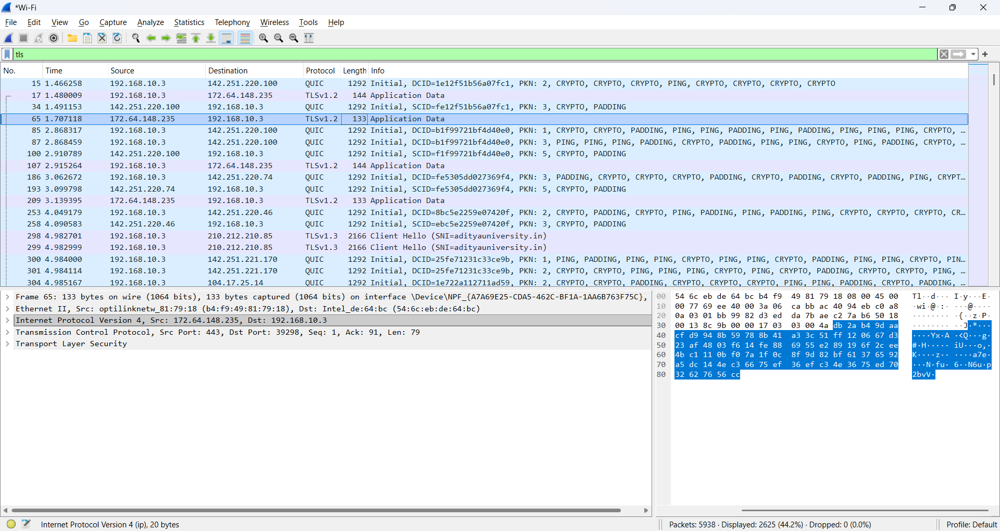 *Wi-Fi
File Edit View Go Capture Analyze Statistics Telephony Wireless Tools Help
tls
No. Time Source Destination Protocol Length Info
15 1.466258 192.168.10.3 142.251.220.100 QUIC 1292 Initial, DCID=1e12f51b56a07fc1, PKN: 2, CRYPTO, CRYPTO, CRYPTO, PING, CRYPTO, CRYPTO, CRYPTO, CRYPTO
17 1.480009 192.168.10.3 172.64.148.235 TLSv1.2 144 Application Data
34 1.491153 142.251.220.100 192.168.10.3 QUIC 1292 Initial, SCID=fe12f51b56a07fc1, PKN: 3, CRYPTO, PADDING
65 1.707118 172.64.148.235 192.168.10.3 TLSv1.2 133 Application Data
85 2.868317 192.168.10.3 142.251.220.100 QUIC 1292 Initial, DCID=b1f99721bf4d40e0, PKN: 1, CRYPTO, CRYPTO, PADDING, PING, PING, PADDING, PING, PADDING, PING, PING, PING, CRYPTO, …
87 2.868459 192.168.10.3 142.251.220.100 QUIC 1292 Initial, DCID=b1f99721bf4d40e0, PKN: 3, PING, PING, PING, PADDING, CRYPTO, PADDING, PING, PING, CRYPTO, PING, PADDING, CRYPTO, …
100 2.910789 142.251.220.100 192.168.10.3 QUIC 1292 Initial, SCID=f1f99721bf4d40e0, PKN: 5, CRYPTO, PADDING
107 2.915264 192.168.10.3 172.64.148.235 TLSv1.2 144 Application Data
186 3.062672 192.168.10.3 142.251.220.74 QUIC 1292 Initial, DCID=fe5305dd027369f4, PKN: 3, PADDING, CRYPTO, CRYPTO, CRYPTO, PADDING, CRYPTO, PADDING, CRYPTO, PADDING, PING, CRYPT…
193 3.099798 142.251.220.74 192.168.10.3 QUIC 1292 Initial, SCID=fe5305dd027369f4, PKN: 5, CRYPTO, PADDING
209 3.139395 172.64.148.235 192.168.10.3 TLSv1.2 133 Application Data
253 4.049179 192.168.10.3 142.251.220.46 QUIC 1292 Initial, DCID=8bc5e2259e07420f, PKN: 2, CRYPTO, PADDING, CRYPTO, PING, PADDING, PING, PADDING, PING, CRYPTO, CRYPTO, CRYPTO, CR…
258 4.090583 142.251.220.46 192.168.10.3 QUIC 1292 Initial, SCID=ebc5e2259e07420f, PKN: 3, CRYPTO, PADDING
298 4.982701 192.168.10.3 210.212.210.85 TLSv1.3 2166 Client Hello (SNI=adityauniversity.in)
299 4.982999 192.168.10.3 210.212.210.85 TLSv1.3 2166 Client Hello (SNI=adityauniversity.in)
300 4.984000 192.168.10.3 142.251.221.170 QUIC 1292 Initial, DCID=25fe71231c33ce9b, PKN: 1, PING, PADDING, PING, PING, CRYPTO, PING, PING, CRYPTO, PADDING, PING, PING, CRYPTO, PIN…
301 4.984114 192.168.10.3 142.251.221.170 QUIC 1292 Initial, DCID=25fe71231c33ce9b, PKN: 2, CRYPTO, CRYPTO, PING, PING, PING, CRYPTO, PING, CRYPTO, PADDING, CRYPTO, CRYPTO, PING, …
304 4.985167 192.168.10.3 104.17.25.14 QUIC 1292 Initial, DCID=1e722a112711ad59, PKN: 2, CRYPTO, CRYPTO, PADDING, CRYPTO, CRYPTO, CRYPTO, PING, PING, PADDING, CRYPTO, PADDING, …
Frame 65: 133 bytes on wire (1064 bits), 133 bytes captured (1064 bits) on interface \Device\NPF_{A7A69E25-CDA5-462C-BF1A-1AA6B763F75C},
Ethernet II, Src: optilinknetw_81:79:18 (b4:f9:49:81:79:18), Dst: Intel_de:64:bc (54:6c:eb:de:64:bc)
Internet Protocol Version 4, Src: 172.64.148.235, Dst: 192.168.10.3
Transmission Control Protocol, Src Port: 443, Dst Port: 39298, Seq: 1, Ack: 91, Len: 79
Transport Layer Security
00 54 6c eb de 64 bc b4 f9 49 81 79 18 08 00 45 00 Tl··d··· I·y···E·
10 00 77 69 ee 40 00 3a 06 ca bb ac 40 94 eb c0 a8 ·wi·@·:· ···@····
20 0a 03 01 bb 99 82 d3 ed da 7b ae c2 7a b6 50 18 ········ ·{··z·P·
30 00 13 8c 9b 00 00 17 03 03 00 4a db 2a b4 9d aa ········ ··J·*···
40 cf d9 94 8b 59 78 8b 41 a3 3c 51 ff 12 06 67 d3 ····Yx·A ·<Q···g·
50 23 af 48 03 f6 14 fe 88 69 55 e2 89 19 6f 2c ee #·H····· iU···o,·
60 4b c1 11 0b f0 7a 1f 0c 8f 9d 82 bf 61 37 65 92 K····z·· ····a7e·
70 a5 dc 14 4e c3 66 75 ef 36 ef c3 4e 36 75 ed 70 ···N·fu· 6··N6u·p
80 32 62 76 56 cc 2bvV·
Internet Protocol Version 4 (ip), 20 bytes
Packets: 5938 · Displayed: 2625 (44.2%) · Dropped: 0 (0.0%)
Profile: Default